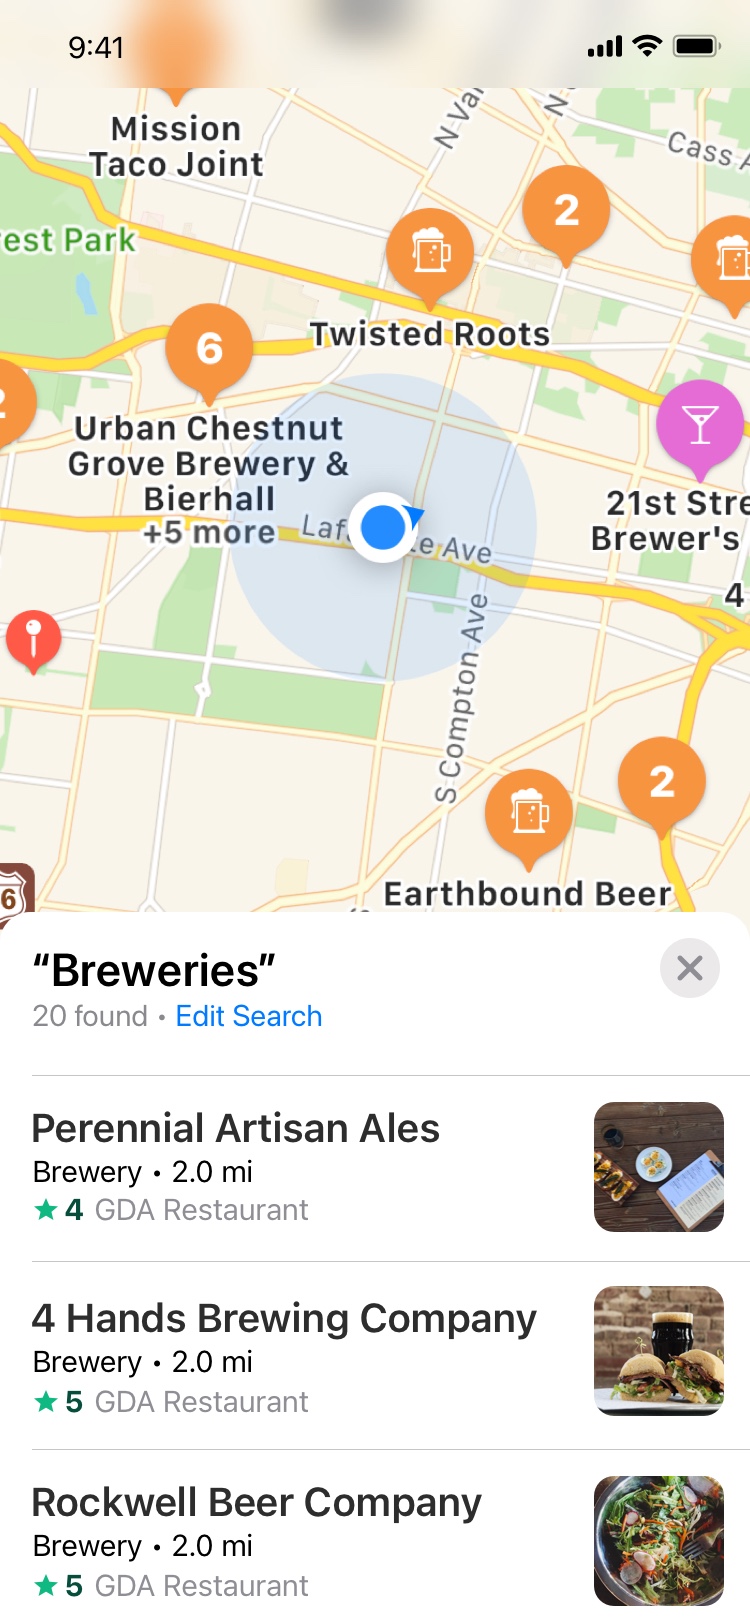 9:41
Mission
Taco Joint
N Va
N
Cass A
2
est Park
Twisted Roots
6
2
Urban Chestnut
Grove Brewery &
Bierhall
+5 more
21st Stre
Brewer's
Laf
e Ave
4
S Compton Ave
2
6
Earthbound Beer
“Breweries”
20 found • Edit Search
Perennial Artisan Ales
Brewery • 2.0 mi
★ 4 GDA Restaurant
4 Hands Brewing Company
Brewery • 2.0 mi
★ 5 GDA Restaurant
Rockwell Beer Company
Brewery • 2.0 mi
★ 5 GDA Restaurant